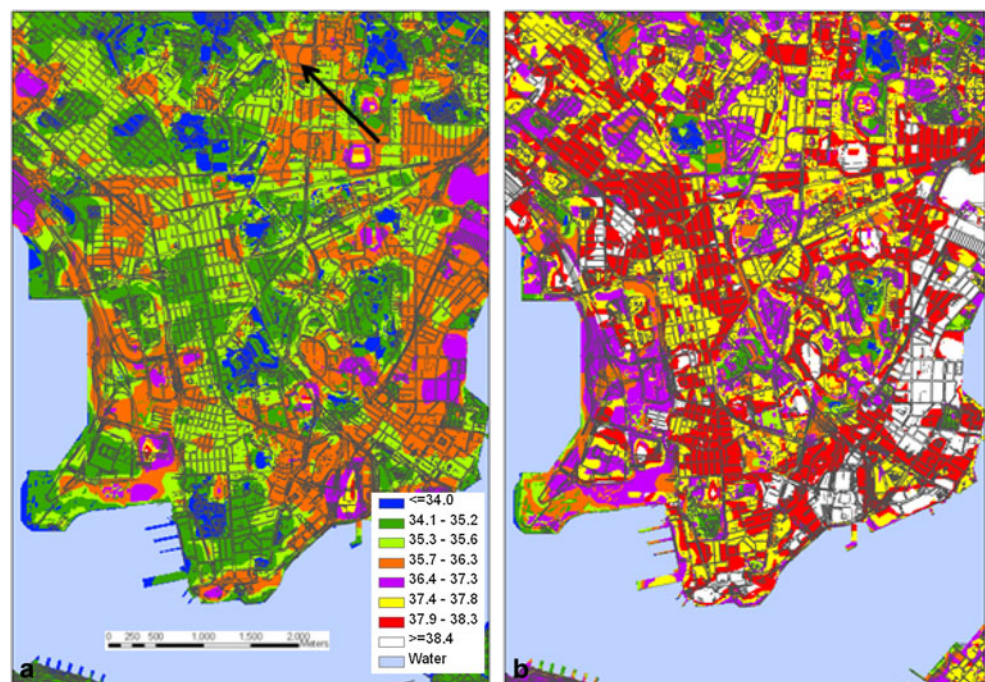 <=34.0
34.1 - 35.2
35.3 - 35.6
35.7 - 36.3
36.4 - 37.3
37.4 - 37.8
37.9 - 38.3
>=38.4
Water
0 250 500 1,000 1,500 2,000
Meters
a
b